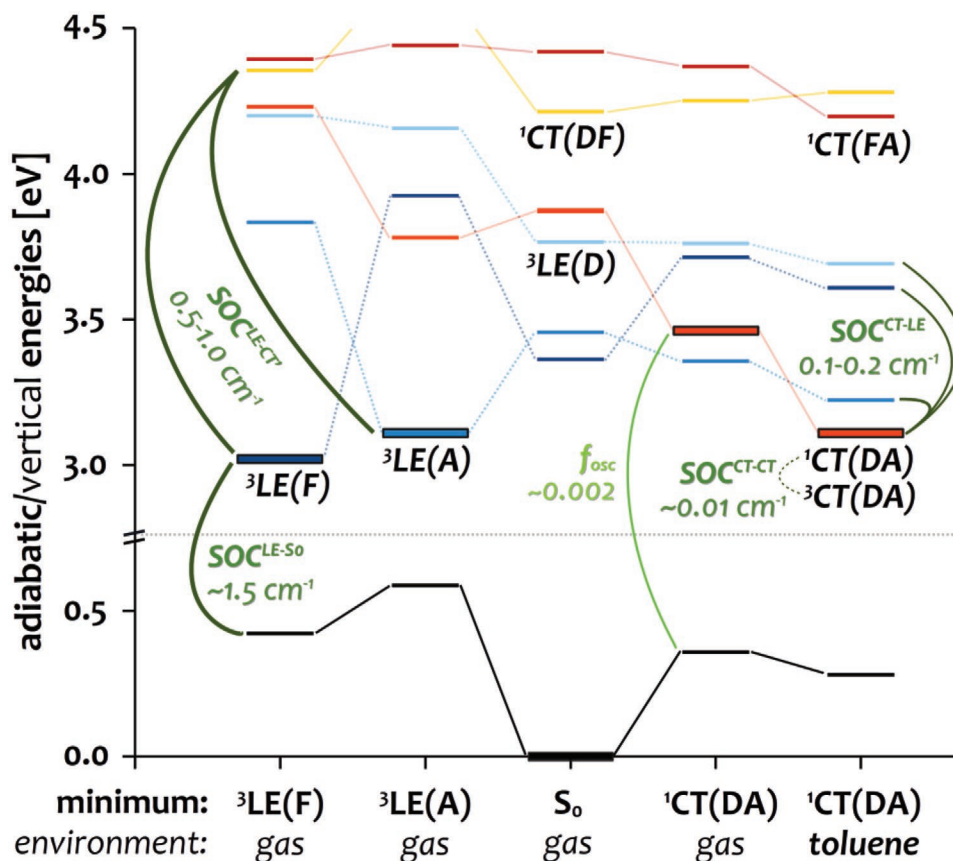 adiabatic/vertical energies [eV]
4.5
4.0
3.5
3.0
0.5
0.0
¹CT(DF)
¹CT(FA)
³LE(D)
SOC^LE-CT'
0.5-1.0 cm⁻¹
SOC^CT-LE
0.1-0.2 cm⁻¹
³LE(F)
³LE(A)
fosc
~0.002
SOC^CT-CT
~0.01 cm⁻¹
¹CT(DA)
³CT(DA)
SOC^LE-S0
~1.5 cm⁻¹
minimum: ³LE(F) ³LE(A) S₀ ¹CT(DA) ¹CT(DA)
environment: gas gas gas gas toluene